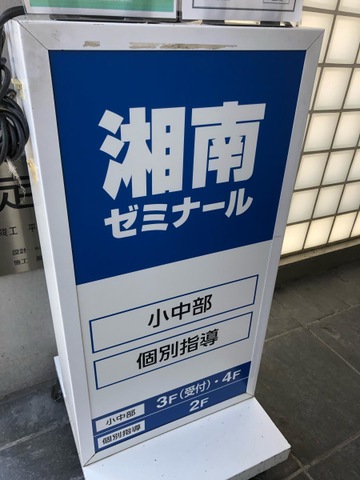 湘南
ゼミナール
小中部
個別指導
小中部 3F(受付)・4F
個別指導 2F